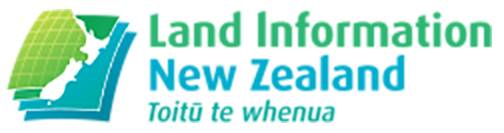 Land Information
New Zealand
Toitū te whenua